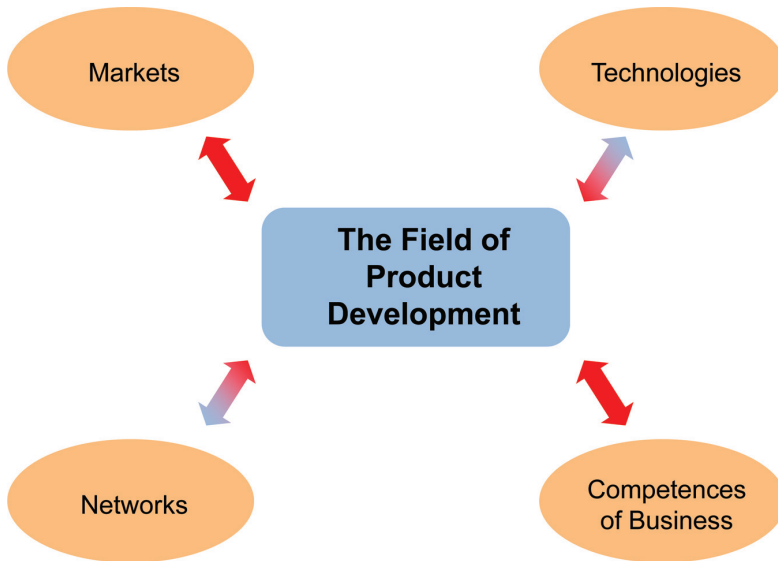 Markets
Technologies
The Field of
Product
Development
Networks
Competences
of Business